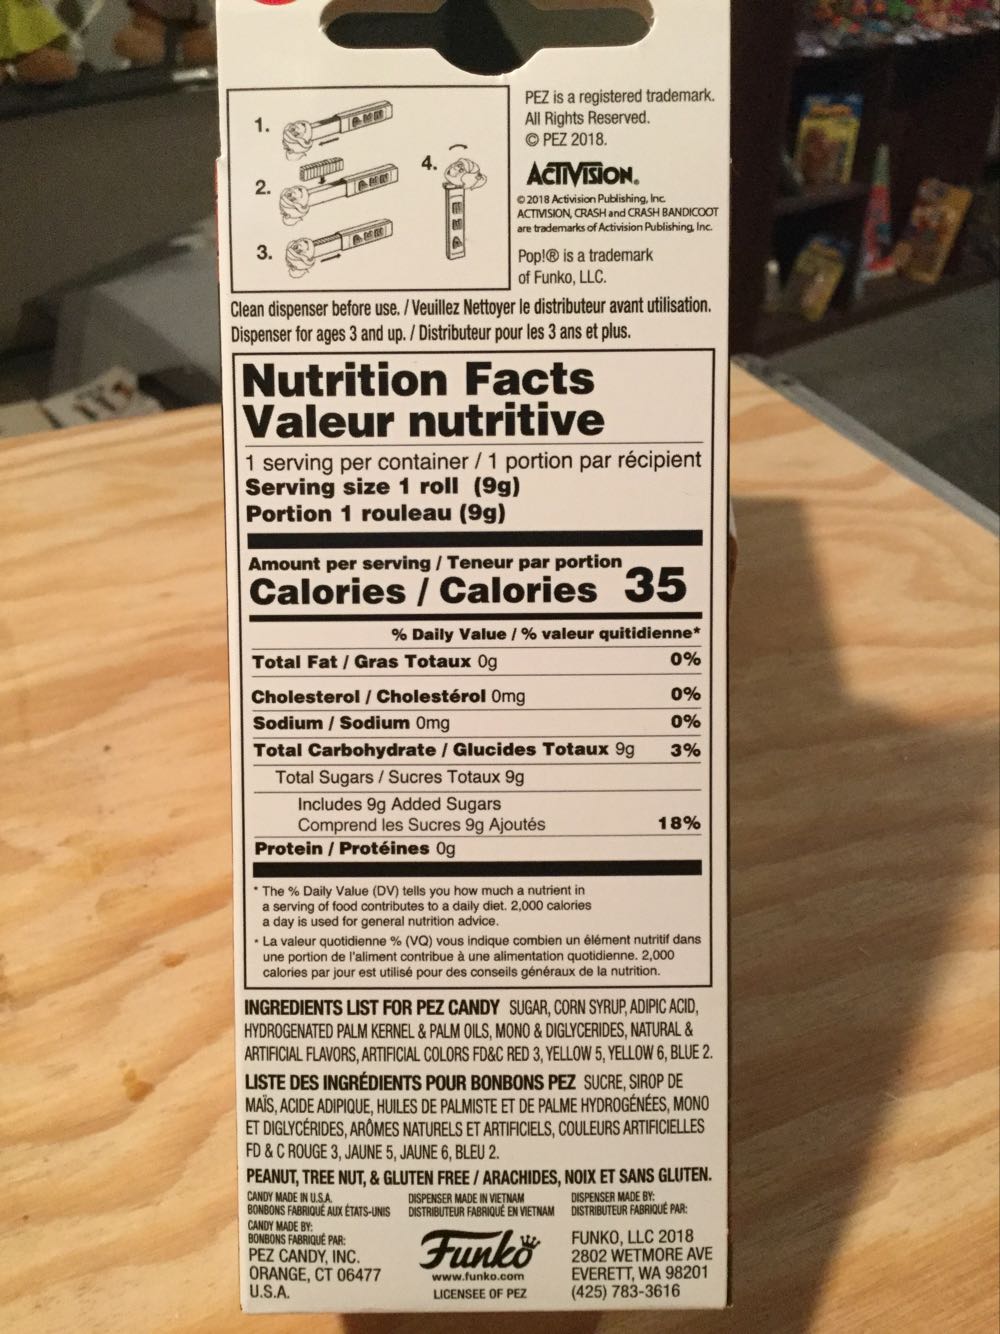 1.
2.
3.
4.
PEZ is a registered trademark.
All Rights Reserved.
© PEZ 2018.
ACTIVISION.
© 2018 Activision Publishing, Inc.
ACTIVISION, CRASH and CRASH BANDICOOT
are trademarks of Activision Publishing, Inc.
Pop!® is a trademark
of Funko, LLC.
Clean dispenser before use. / Veuillez Nettoyer le distributeur avant utilisation.
Dispenser for ages 3 and up. / Distributeur pour les 3 ans et plus.
Nutrition Facts
Valeur nutritive
1 serving per container / 1 portion par récipient
Serving size 1 roll (9g)
Portion 1 rouleau (9g)
Amount per serving / Teneur par portion
Calories / Calories 35
% Daily Value / % valeur quitidienne*
Total Fat / Gras Totaux 0g 0%
Cholesterol / Cholestérol 0mg 0%
Sodium / Sodium 0mg 0%
Total Carbohydrate / Glucides Totaux 9g 3%
Total Sugars / Sucres Totaux 9g
Includes 9g Added Sugars
Comprend les Sucres 9g Ajoutés 18%
Protein / Protéines 0g
* The % Daily Value (DV) tells you how much a nutrient in
a serving of food contributes to a daily diet. 2,000 calories
a day is used for general nutrition advice.
* La valeur quotidienne % (VQ) vous indique combien un élément nutritif dans
une portion de l'aliment contribue à une alimentation quotidienne. 2,000
calories par jour est utilisé pour des conseils généraux de la nutrition.
INGREDIENTS LIST FOR PEZ CANDY SUGAR, CORN SYRUP, ADIPIC ACID,
HYDROGENATED PALM KERNEL & PALM OILS, MONO & DIGLYCERIDES, NATURAL &
ARTIFICIAL FLAVORS, ARTIFICIAL COLORS FD&C RED 3, YELLOW 5, YELLOW 6, BLUE 2.
LISTE DES INGRÉDIENTS POUR BONBONS PEZ SUCRE, SIROP DE
MAÏS, ACIDE ADIPIQUE, HUILES DE PALMISTE ET DE PALME HYDROGÉNÉES, MONO
ET DIGLYCÉRIDES, ARÔMES NATURELS ET ARTIFICIELS, COULEURS ARTIFICIELLES
FD & C ROUGE 3, JAUNE 5, JAUNE 6, BLEU 2.
PEANUT, TREE NUT, & GLUTEN FREE / ARACHIDES, NOIX ET SANS GLUTEN.
CANDY MADE IN U.S.A.
BONBONS FABRIQUÉ AUX ÉTATS-UNIS
CANDY MADE BY:
BONBONS FABRIQUÉ PAR:
PEZ CANDY, INC.
ORANGE, CT 06477
U.S.A.
DISPENSER MADE IN VIETNAM
DISTRIBUTEUR FABRIQUÉ EN VIETNAM
Funko
www.funko.com
LICENSEE OF PEZ
DISPENSER MADE BY:
DISTRIBUTEUR FABRIQUÉ PAR:
FUNKO, LLC 2018
2802 WETMORE AVE
EVERETT, WA 98201
(425) 783-3616